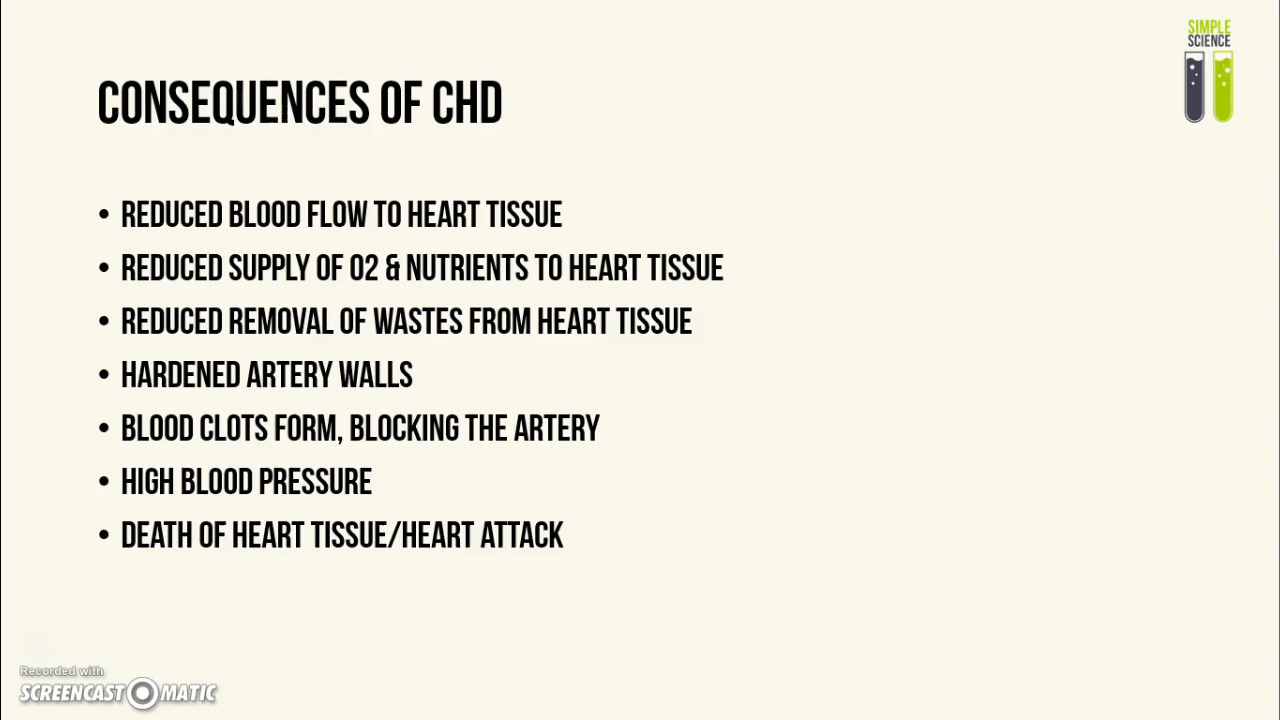 SIMPLE
SCIENCE
CONSEQUENCES OF CHD
• REDUCED BLOOD FLOW TO HEART TISSUE
• REDUCED SUPPLY OF O2 & NUTRIENTS TO HEART TISSUE
• REDUCED REMOVAL OF WASTES FROM HEART TISSUE
• HARDENED ARTERY WALLS
• BLOOD CLOTS FORM, BLOCKING THE ARTERY
• HIGH BLOOD PRESSURE
• DEATH OF HEART TISSUE/HEART ATTACK
Recorded with
SCREENCAST O MATIC